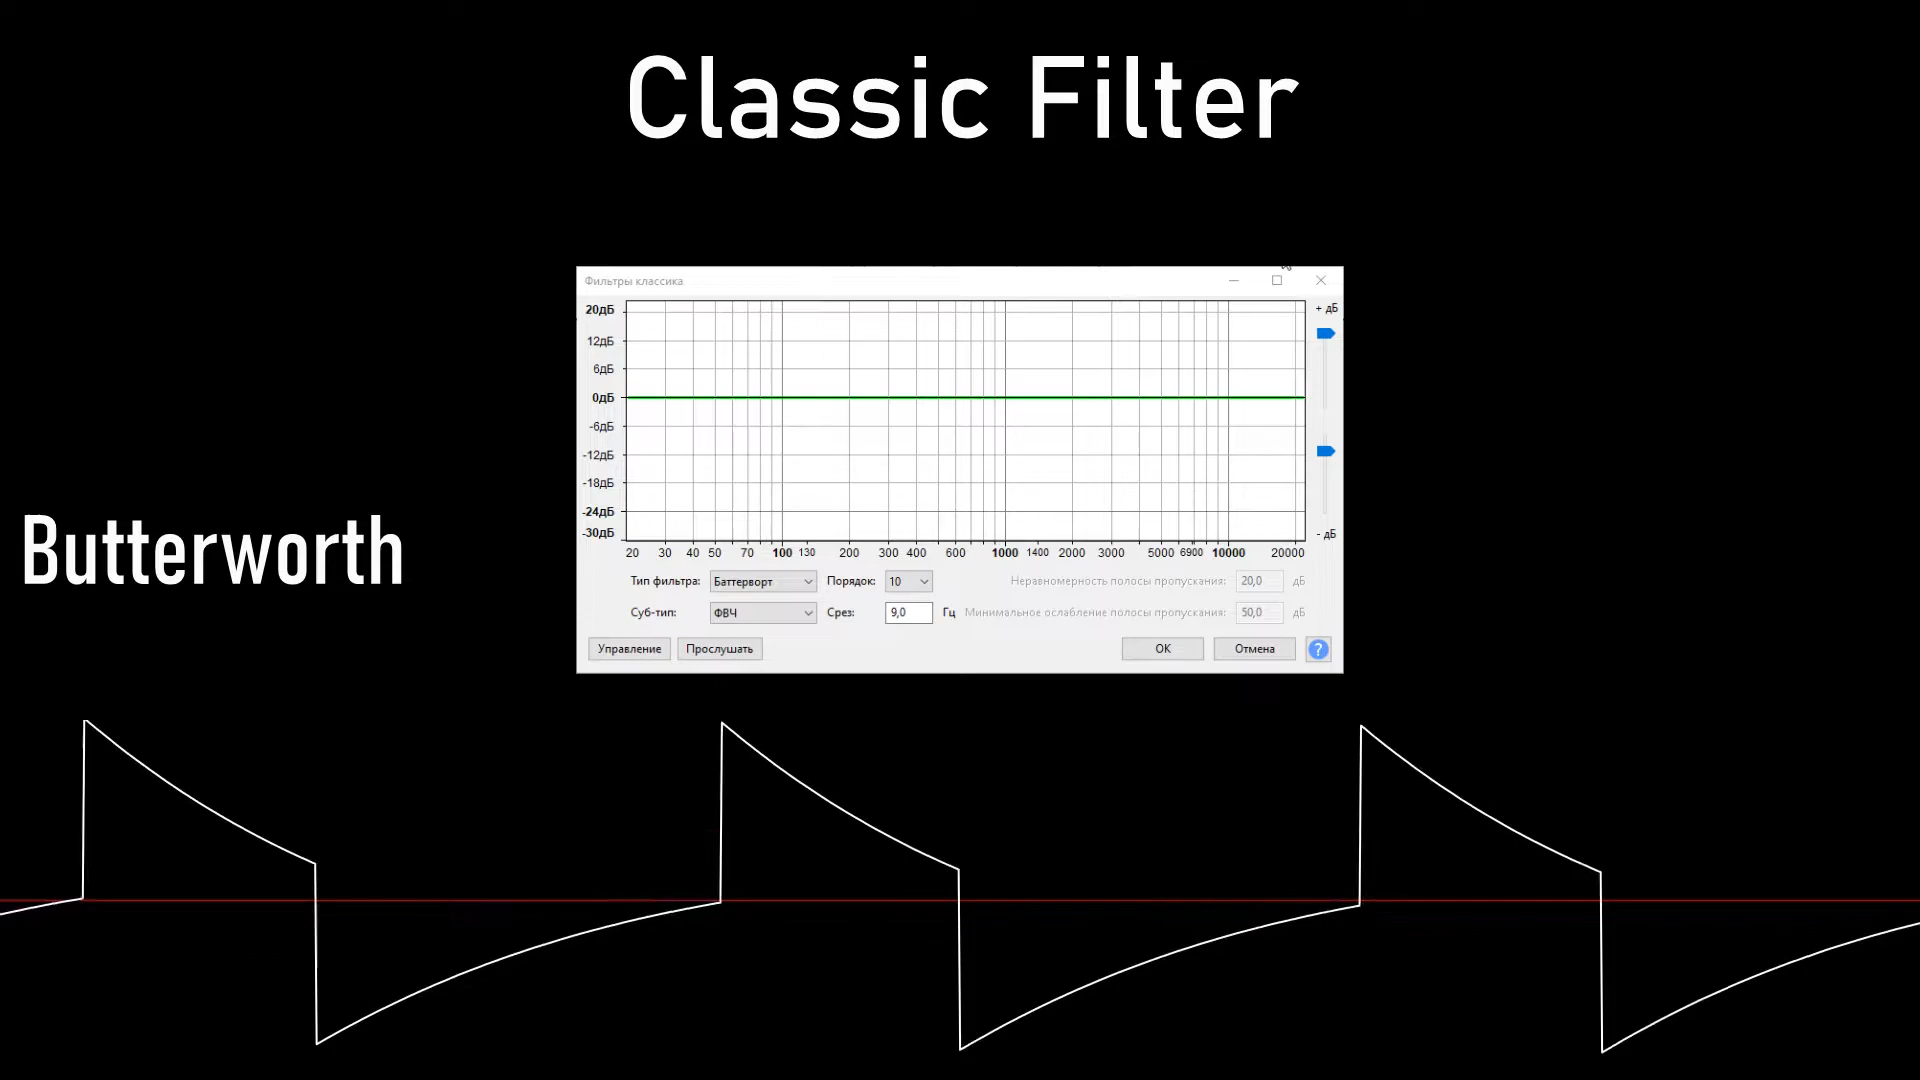 Classic Filter
Фильтры классика
20дБ
+ дБ
12дБ
6дБ
0дБ
-6дБ
-12дБ
-18дБ
-24дБ
-30дБ
- дБ
20 30 40 50 70 100 130 200 300 400 600 1000 1400 2000 3000 5000 6900 10000 20000
Butterworth
Тип фильтра: Баттерворт Порядок: 10 Неравномерность полосы пропускания: 20,0 дБ
Суб-тип: ФВЧ Срез: 9,0 Гц Минимальное ослабление полосы пропускания: 50,0 дБ
Управление Прослушать OK Отмена ?